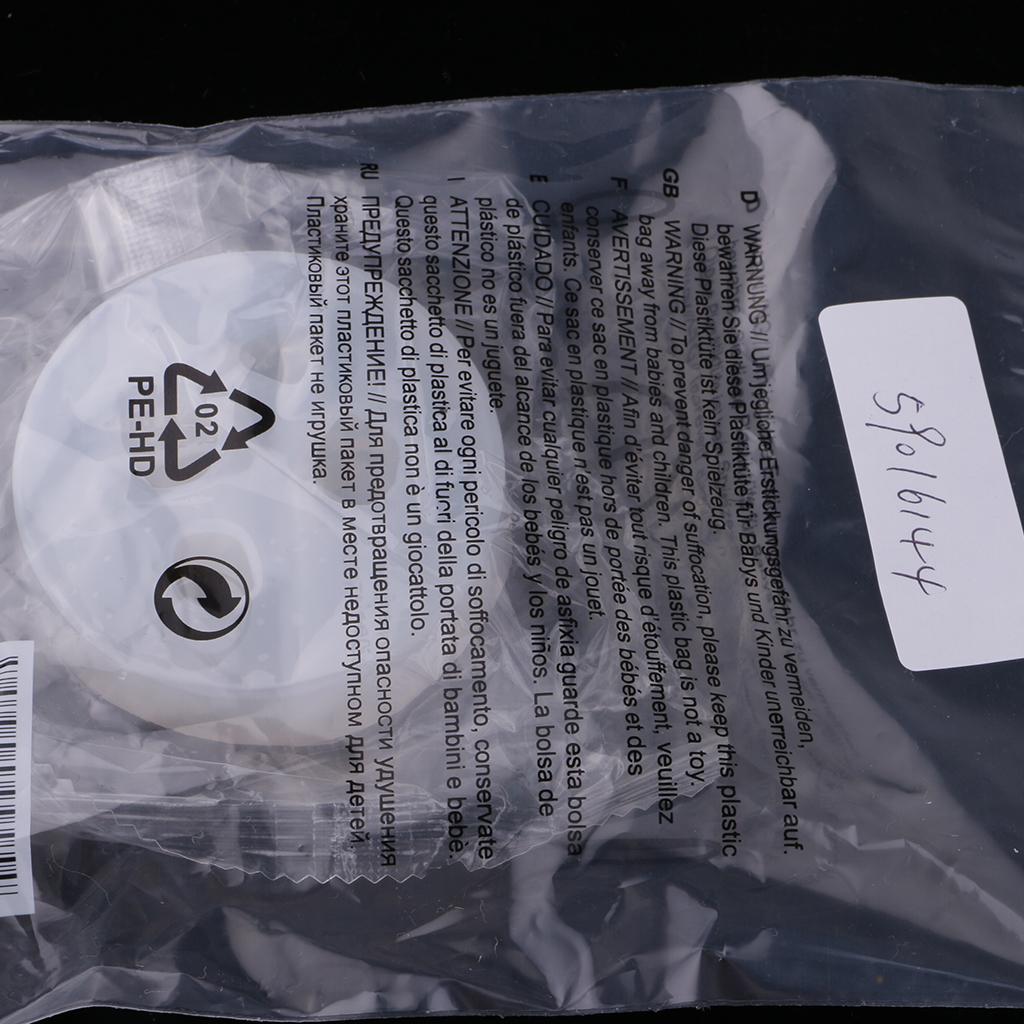 5901644
D WARNUNG // Um jegliche Erstickungsgefahr zu vermeiden,
bewahren Sie diese Plastiktüte für Babys und Kinder unerreichbar auf.
Diese Plastiktüte ist kein Spielzeug.
GB WARNING // To prevent danger of suffocation, please keep this plastic
bag away from babies and children. This plastic bag is not a toy.
F AVERTISSEMENT // Afin d'éviter tout risque d'étouffement, veuillez
conserver ce sac en plastique hors de portée des bébés et des
enfants. Ce sac en plastique n'est pas un jouet.
E CUIDADO // Para evitar cualquier peligro de asfixia guarde esta bolsa
de plástico fuera del alcance de los bebés y los niños. La bolsa de
plástico no es un juguete.
I ATTENZIONE // Per evitare ogni pericolo di soffocamento, conservate
questo sacchetto di plastica al di fuori della portata di bambini e bebè.
Questo sacchetto di plastica non è un giocattolo.
RU ПРЕДУПРЕЖДЕНИЕ! // Для предотвращения опасности удушения
храните этот пластиковый пакет в месте недоступном для детей.
Пластиковый пакет не игрушка.
02
PE-HD